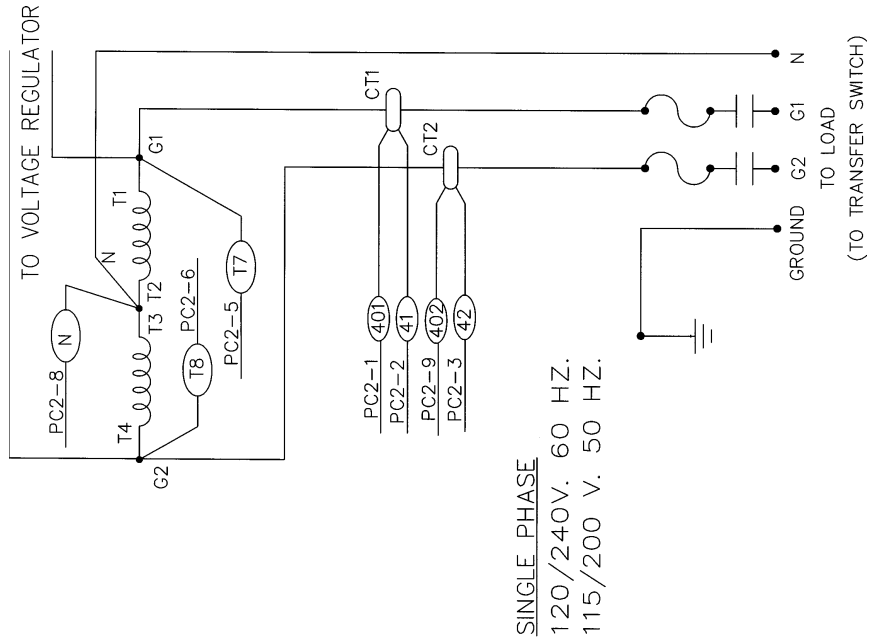 TO VOLTAGE REGULATOR
PC2-8
N
T4
T3
T2
T1
N
G2
G1
T8
PC2-6
PC2-5
T7
PC2-1
401
CT1
PC2-2
41
PC2-9
402
CT2
PC2-3
42
SINGLE PHASE
120/240V. 60 HZ.
115/200 V. 50 HZ.
GROUND
G2
G1
N
TO LOAD
(TO TRANSFER SWITCH)